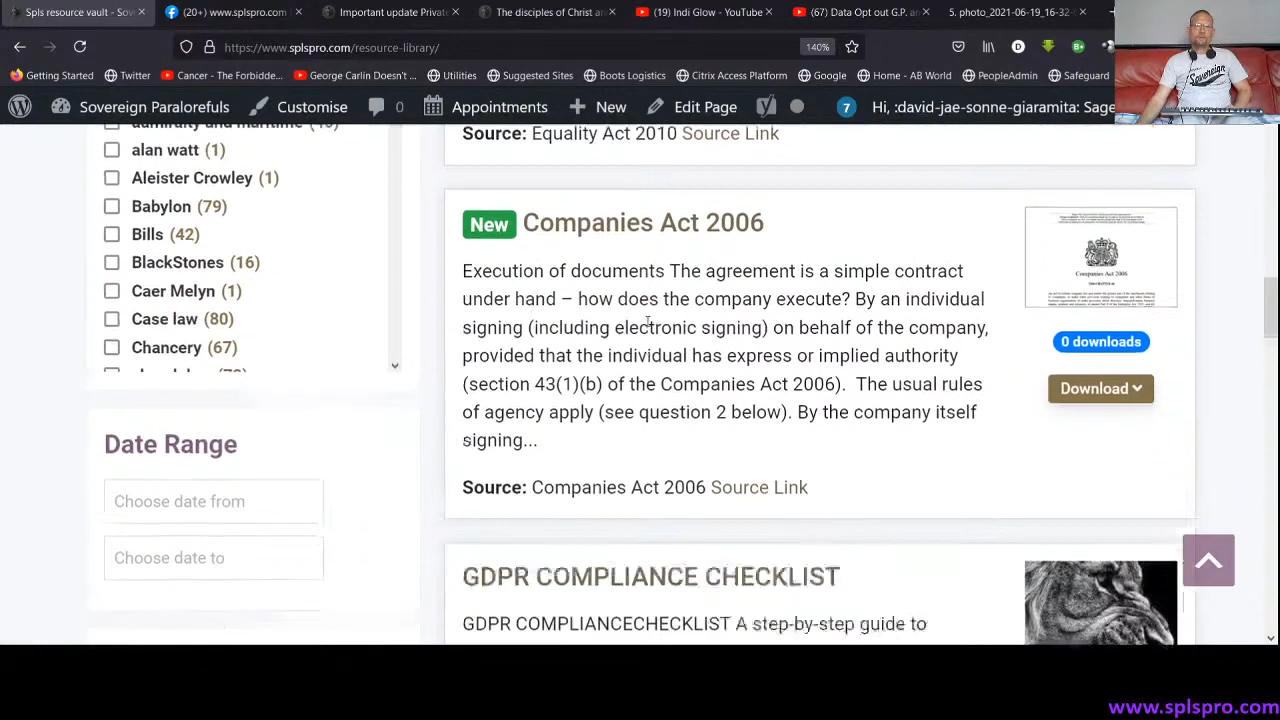 Spls resource vault - Sov
(20+) www.splspro.com
Important update Privat
The disciples of Christ ar
(19) Indi Glow - YouTube
(67) Data Opt out G.P. an
5. photo_2021-06-19_16-32-
https://www.splspro.com/resource-library/
140%
Getting Started
Twitter
Cancer - The Forbidde...
George Carlin Doesn't...
Utilities
Suggested Sites
Boots Logistics
Citrix Access Platform
Google
Home - AB World
PeopleAdmin
Safeguard
Sovereign Paralorefuls
Customise
0
Appointments
New
Edit Page
7
Hi, :david-jae-sonne-giaramita: Sage
Sovereign
admiralty and maritime
alan watt (1)
Aleister Crowley (1)
Babylon (79)
Bills (42)
BlackStones (16)
Caer Melyn (1)
Case law (80)
Chancery (67)
Date Range
Choose date from
Choose date to
Source: Equality Act 2010 Source Link
New Companies Act 2006
Execution of documents The agreement is a simple contract
under hand – how does the company execute? By an individual
signing (including electronic signing) on behalf of the company,
provided that the individual has express or implied authority
(section 43(1)(b) of the Companies Act 2006). The usual rules
of agency apply (see question 2 below). By the company itself
signing...
Source: Companies Act 2006 Source Link
Companies Act 2006
0 downloads
Download
GDPR COMPLIANCE CHECKLIST
GDPR COMPLIANCECHECKLIST A step-by-step guide to
www.splspro.com